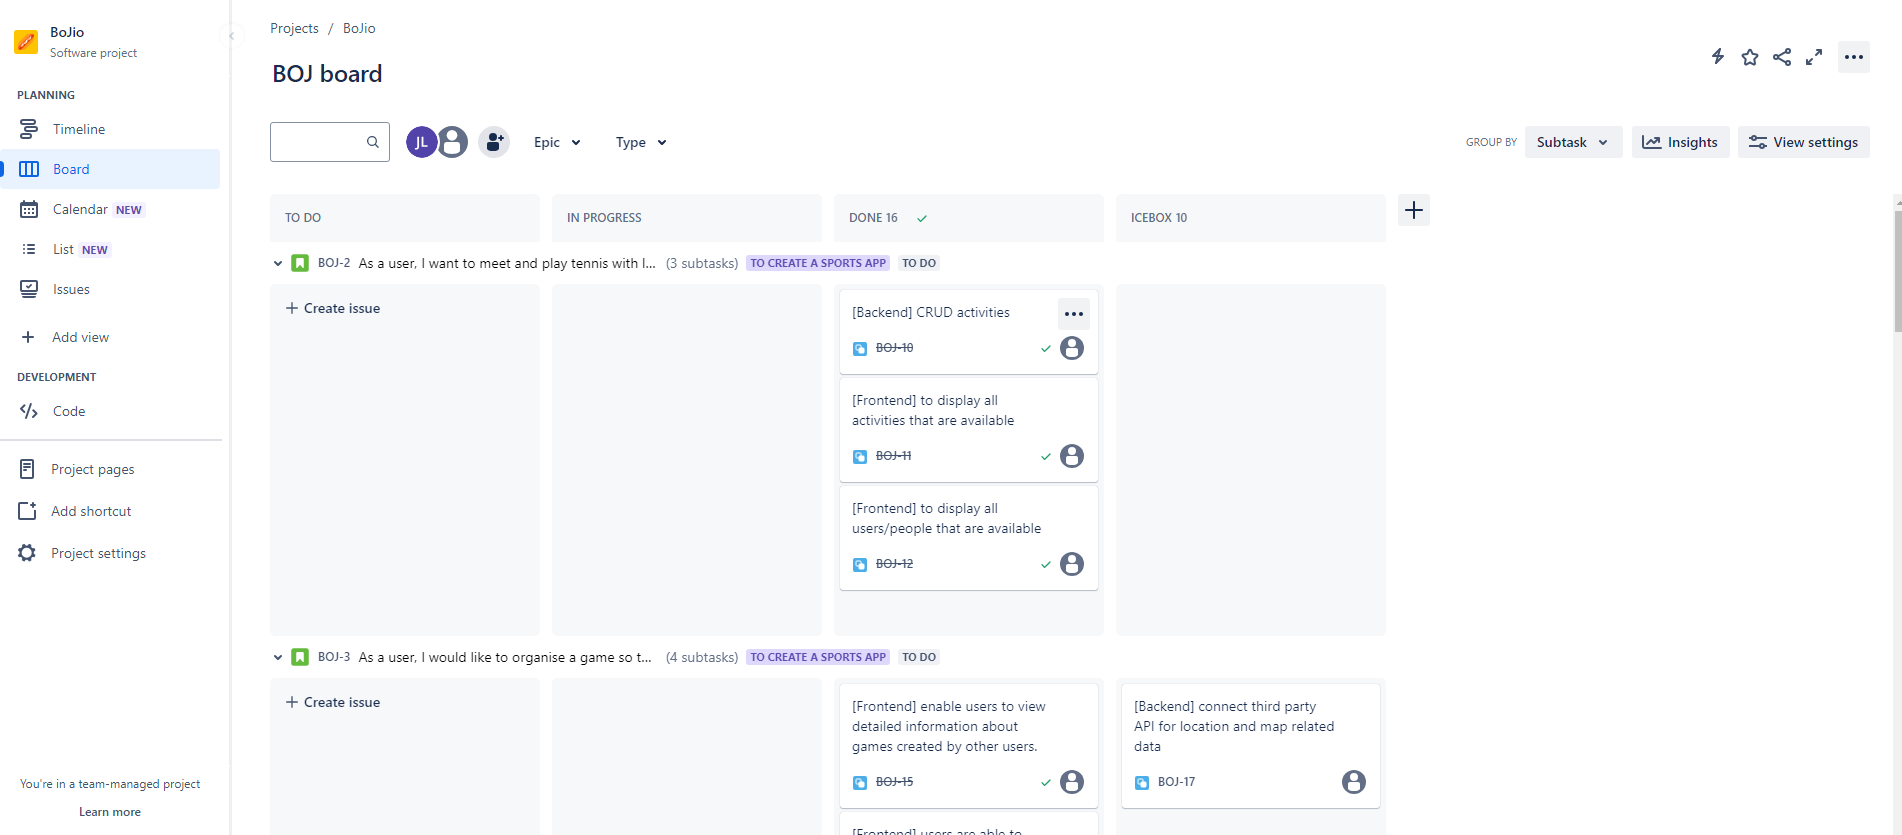 BoJio
Software project
PLANNING
Timeline
Board
Calendar NEW
List NEW
Issues
Add view
DEVELOPMENT
Code
Project pages
Add shortcut
Project settings
You're in a team-managed project
Learn more
Projects / BoJio
BOJ board
JL
Epic
Type
GROUP BY
Subtask
Insights
View settings
TO DO
IN PROGRESS
DONE 16
ICEBOX 10
BOJ-2 As a user, I want to meet and play tennis with l... (3 subtasks) TO CREATE A SPORTS APP TO DO
Create issue
[Backend] CRUD activities
BOJ-10
[Frontend] to display all
activities that are available
BOJ-11
[Frontend] to display all
users/people that are available
BOJ-12
BOJ-3 As a user, I would like to organise a game so t... (4 subtasks) TO CREATE A SPORTS APP TO DO
Create issue
[Frontend] enable users to view
detailed information about
games created by other users.
BOJ-15
[Frontend] users are able to
[Backend] connect third party
API for location and map related
data
BOJ-17